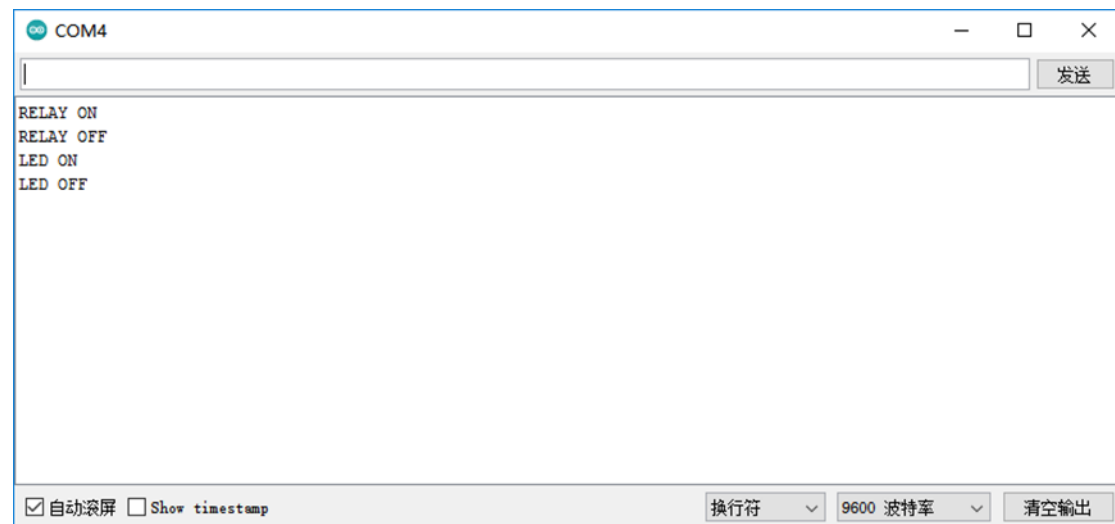 COM4
发送
RELAY ON
RELAY OFF
LED ON
LED OFF
自动滚屏 Show timestamp 换行符 9600 波特率 清空输出